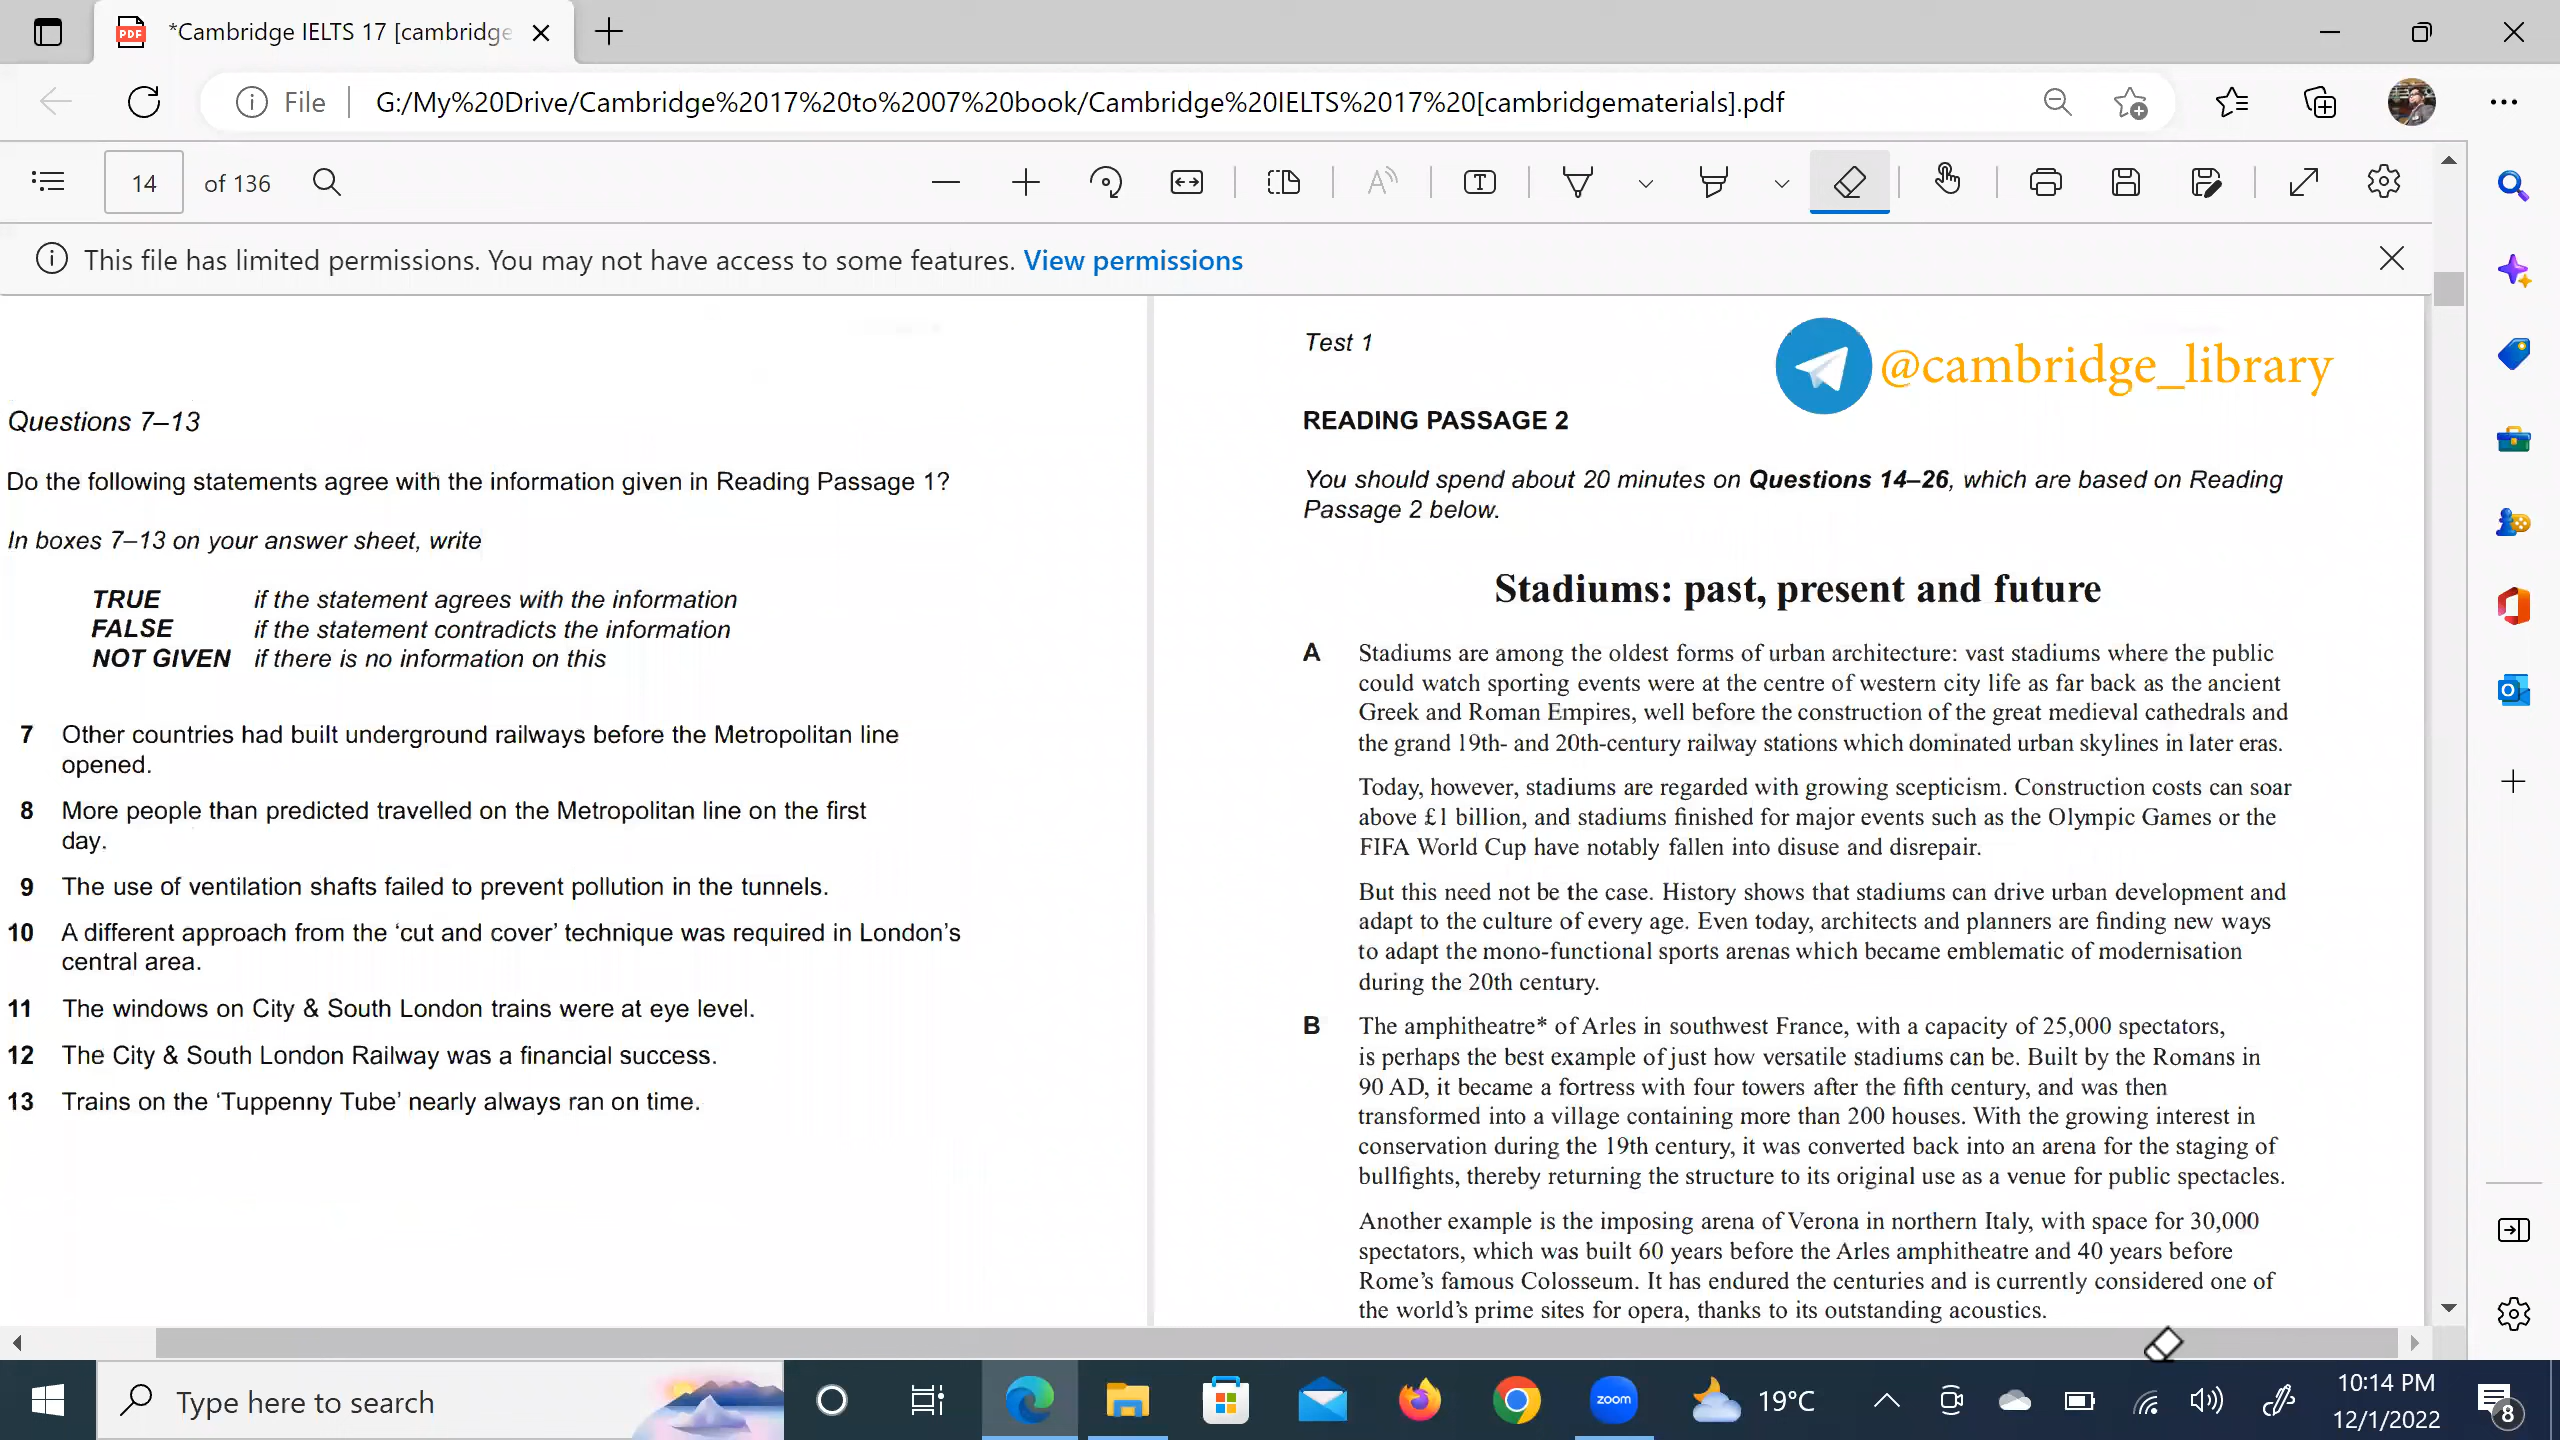 *Cambridge IELTS 17 [cambridge
File
G:/My%20Drive/Cambridge%2017%20to%2007%20book/Cambridge%20IELTS%2017%20[cambridgematerials].pdf
14 of 136
This file has limited permissions. You may not have access to some features. View permissions
Questions 7–13
Do the following statements agree with the information given in Reading Passage 1?
In boxes 7–13 on your answer sheet, write
TRUE if the statement agrees with the information
FALSE if the statement contradicts the information
NOT GIVEN if there is no information on this
7 Other countries had built underground railways before the Metropolitan line
opened.
8 More people than predicted travelled on the Metropolitan line on the first
day.
9 The use of ventilation shafts failed to prevent pollution in the tunnels.
10 A different approach from the ‘cut and cover’ technique was required in London’s
central area.
11 The windows on City & South London trains were at eye level.
12 The City & South London Railway was a financial success.
13 Trains on the ‘Tuppenny Tube’ nearly always ran on time.
Test 1
@cambridge_library
READING PASSAGE 2
You should spend about 20 minutes on Questions 14–26, which are based on Reading
Passage 2 below.
Stadiums: past, present and future
A Stadiums are among the oldest forms of urban architecture: vast stadiums where the public
could watch sporting events were at the centre of western city life as far back as the ancient
Greek and Roman Empires, well before the construction of the great medieval cathedrals and
the grand 19th- and 20th-century railway stations which dominated urban skylines in later eras.
Today, however, stadiums are regarded with growing scepticism. Construction costs can soar
above £1 billion, and stadiums finished for major events such as the Olympic Games or the
FIFA World Cup have notably fallen into disuse and disrepair.
But this need not be the case. History shows that stadiums can drive urban development and
adapt to the culture of every age. Even today, architects and planners are finding new ways
to adapt the mono-functional sports arenas which became emblematic of modernisation
during the 20th century.
B The amphitheatre* of Arles in southwest France, with a capacity of 25,000 spectators,
is perhaps the best example of just how versatile stadiums can be. Built by the Romans in
90 AD, it became a fortress with four towers after the fifth century, and was then
transformed into a village containing more than 200 houses. With the growing interest in
conservation during the 19th century, it was converted back into an arena for the staging of
bullfights, thereby returning the structure to its original use as a venue for public spectacles.
Another example is the imposing arena of Verona in northern Italy, with space for 30,000
spectators, which was built 60 years before the Arles amphitheatre and 40 years before
Rome’s famous Colosseum. It has endured the centuries and is currently considered one of
the world’s prime sites for opera, thanks to its outstanding acoustics.
Type here to search
zoom
19°C
10:14 PM
12/1/2022
8